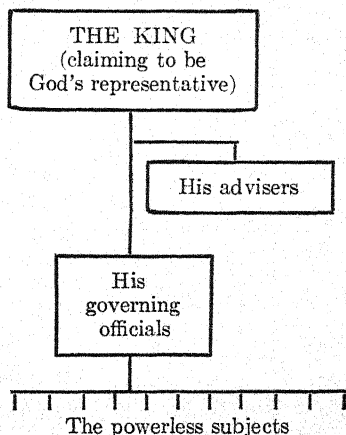 THE KING
(claiming to be
God's representative)
His advisers
His
governing
officials
The powerless subjects